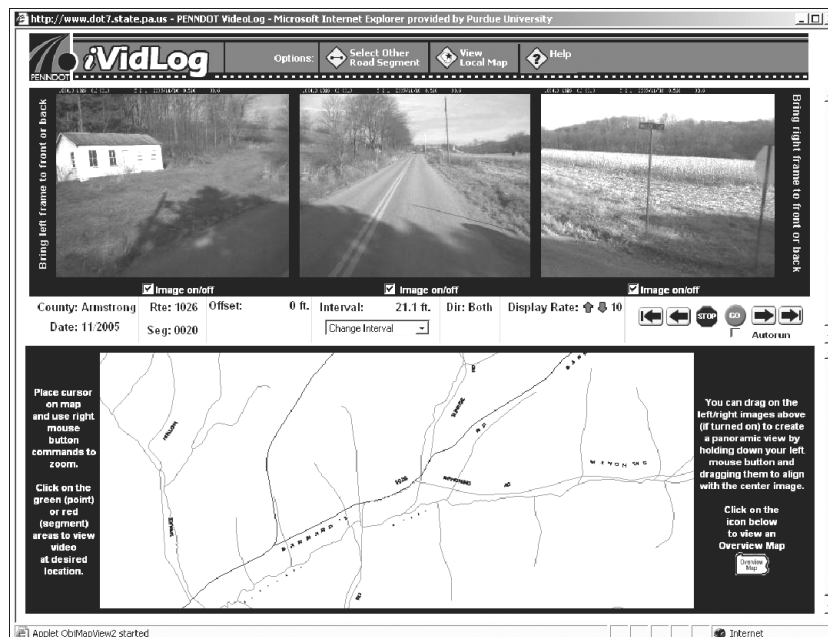 http://www.dot7.state.pa.us - PENNDOT VideoLog - Microsoft Internet Explorer provided by Purdue University
PENNDOT
iVidLog
Options:
Select Other
Road Segment
View
Local Map
Help
Bring left frame to front or back
Bring right frame to front or back
Image on/off
Image on/off
Image on/off
County: Armstrong
Rte: 1026
Offset: 0 ft.
Interval: 21.1 ft.
Dir: Both
Display Rate: 10
STOP
GO
Date: 11/2005
Seg: 0020
Change Interval
Autorun
Place cursor
on map
and use right
mouse
button
commands to
zoom.
Click on the
green (point)
or red
(segment)
areas to view
video
at desired
location.
1026
BARNARD
SUNRISE
RD
MAHONING
You can drag on the
left/right images above
(if turned on) to create
a panoramic view by
holding down your left
mouse button and
dragging them to align
with the center image.
Click on the
icon below
to view an
Overview Map
Overview
Map
Applet ObjMapView2 started
Internet